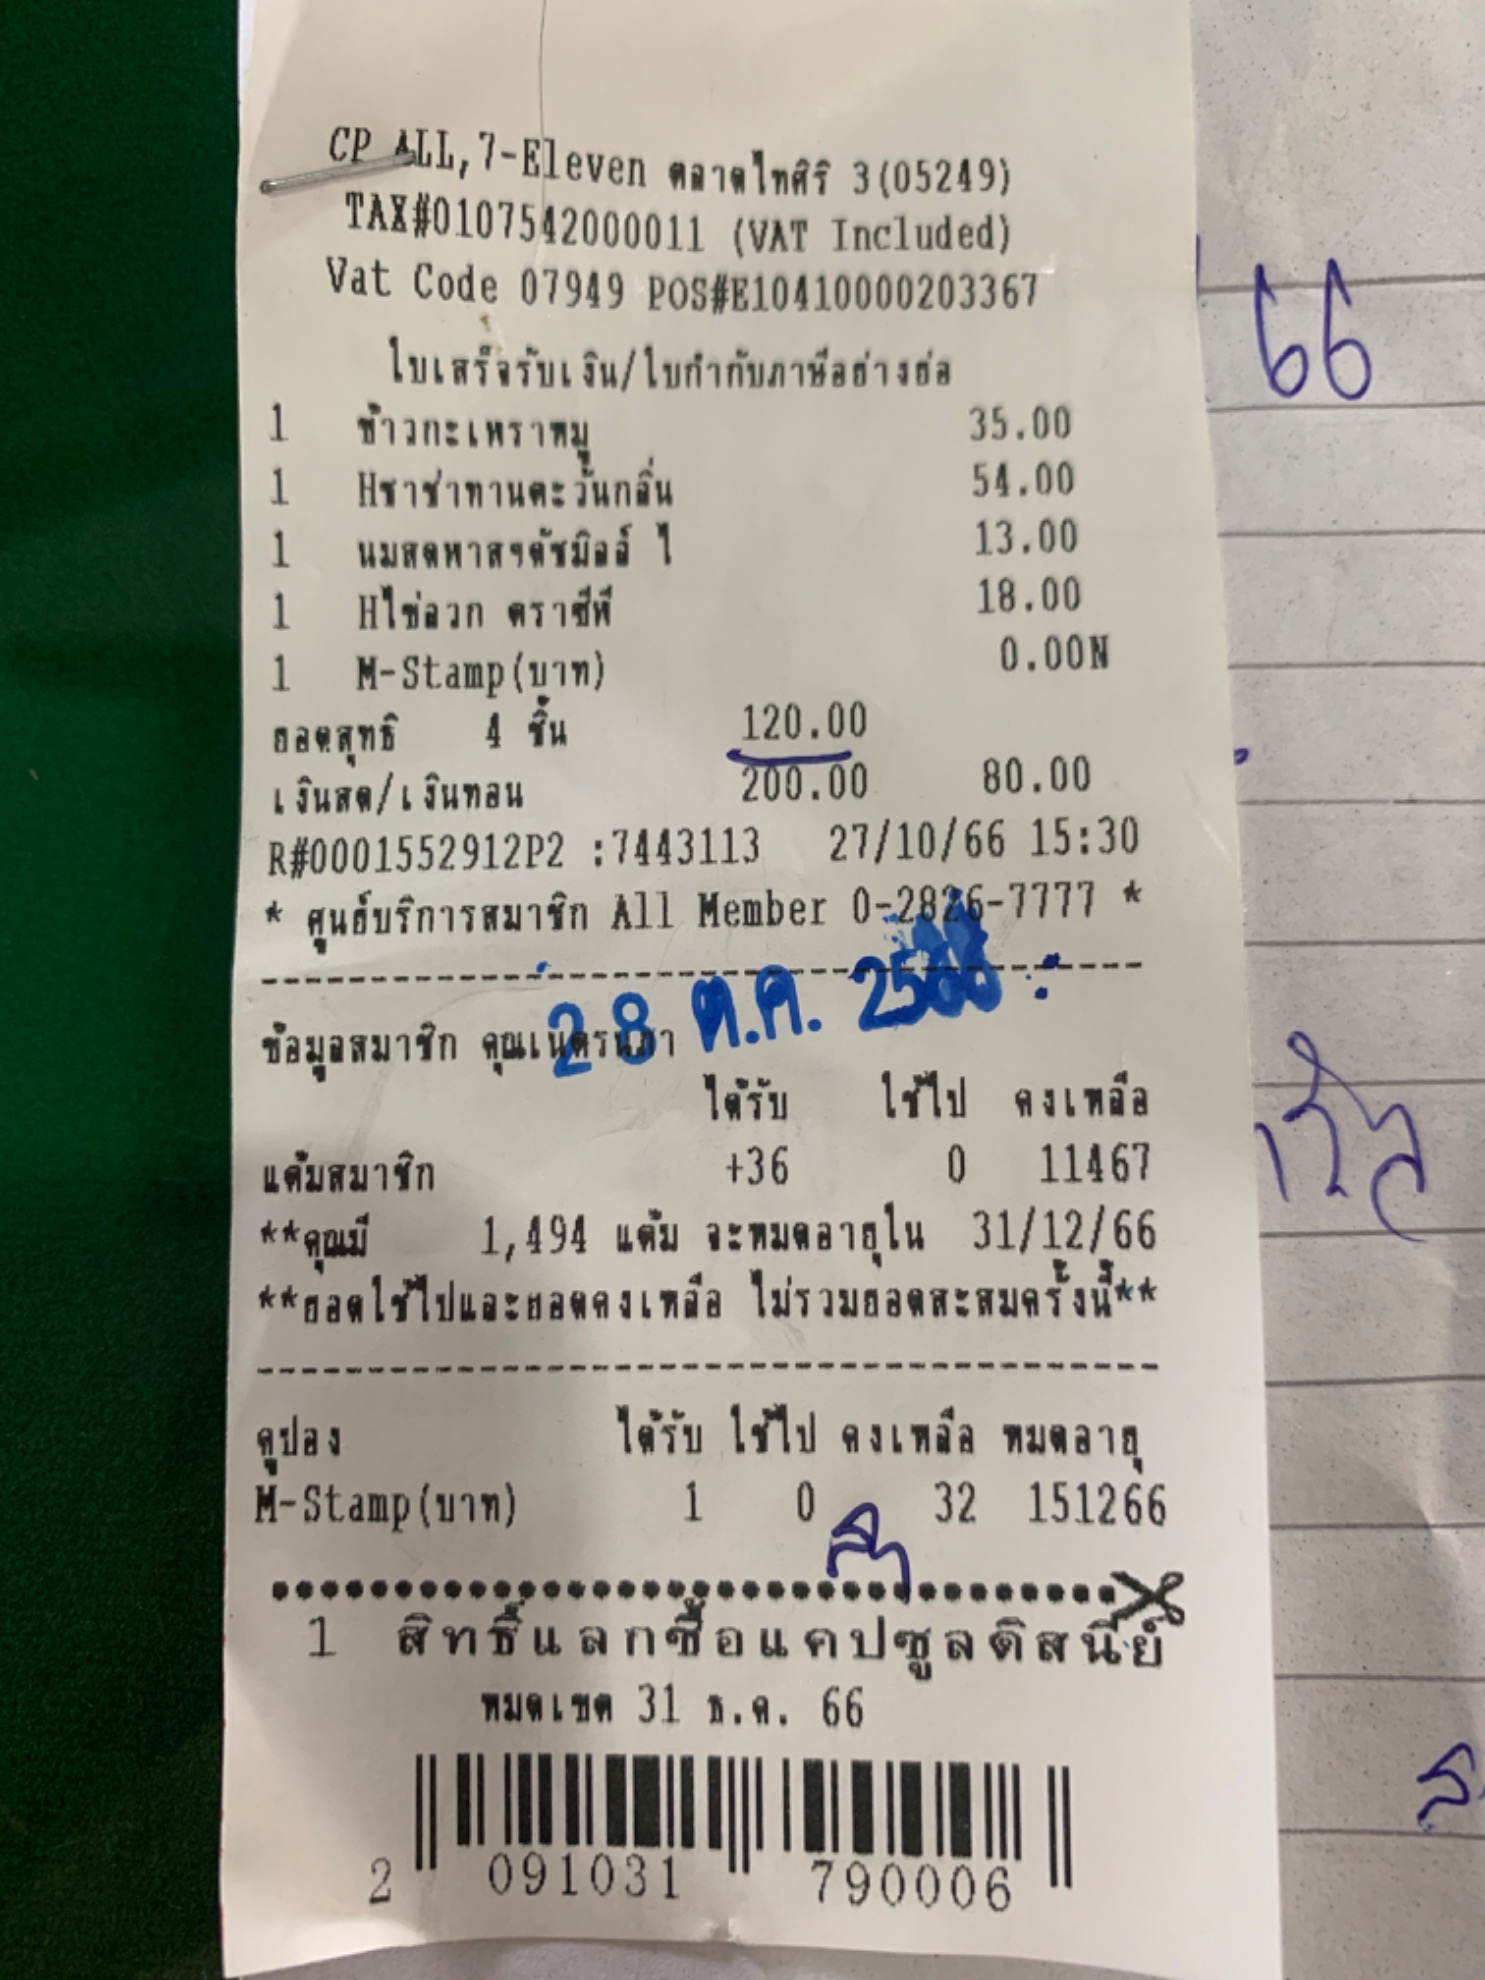 CP ALL,7-Eleven ตลาดไทศิริ 3(05249)
TAX#0107542000011 (VAT Included)
Vat Code 07949 POS#E10410000203367
ใบเสร็จรับเงิน/ใบกำกับภาษีอย่างย่อ
1 ข้าวกะเพราหมู 35.00
1 Hซาช่าทานตะวันกลิ่น 54.00
1 นมสดพาสฯดัชมิลล์ 13.00
1 Hไข่ลวก ตราซีพี 18.00
1 M-Stamp(บาท) 0.00N
ยอดสุทธิ 4 ชิ้น 120.00
เงินสด/เงินทอน 200.00 80.00
R#0001552912P2 :7443113 27/10/66 15:30
* ศูนย์บริการสมาชิก All Member 0-2826-7777 *
28 ต.ค. 2566
ข้อมูลสมาชิก คุณเนตรนภา
ได้รับ ใช้ไป คงเหลือ
แต้มสมาชิก +36 0 11467
**คุณมี 1,494 แต้ม จะหมดอายุใน 31/12/66
**ยอดใช้ไปและยอดคงเหลือ ไม่รวมยอดสะสมครั้งนี้**
คูปอง ได้รับ ใช้ไป คงเหลือ หมดอายุ
M-Stamp(บาท) 1 0 32 151266
1 สิทธิ์แลกซื้อแคปซูลดิสนีย์
หมดเขต 31 ธ.ค. 66
2 091031 790006
66